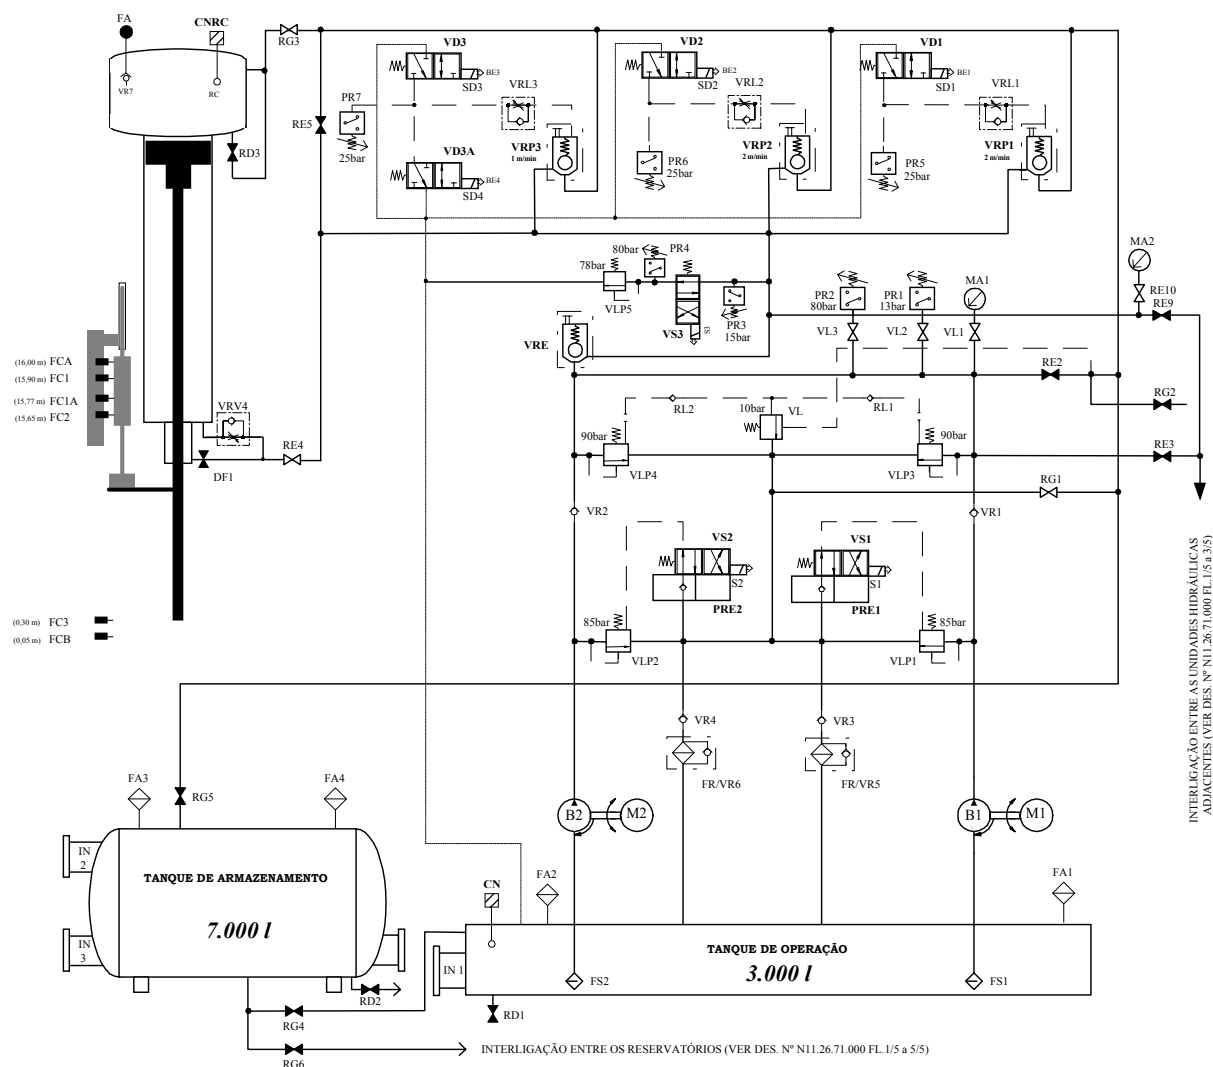 FA
CNRC
RG3
VR7
RC
RD3
RE5
VD3
BE3
SD3
PR7
25bar
VRL3
VRP3
1 m/min
VD3A
BE4
SD4
VD2
BE2
SD2
VRL2
PR6
25bar
VRP2
2 m/min
VD1
BE1
SD1
VRL1
PR5
25bar
VRP1
2 m/min
80bar
PR4
78bar
VLP5
VS3
S3
PR3
15bar
VRE
PR2
80bar
PR1
13bar
MA1
MA2
VL3
VL2
VL1
RE10
RE9
RE2
RG2
RE3
RG1
(16,00 m) FCA
(15,90 m) FC1
(15,77 m) FC1A
(15,65 m) FC2
VRV4
DF1
RE4
RL2
RL1
10bar
VL
90bar
VLP4
90bar
VLP3
VR2
VR1
VS2
S2
PRE2
VS1
S1
PRE1
85bar
VLP2
85bar
VLP1
(0,30 m) FC3
(0,05 m) FCB
VR4
FR/VR6
VR3
FR/VR5
INTERLIGAÇÃO ENTRE AS UNIDADES HIDRÁULICAS
ADJACENTES (VER DES. Nº N11.26.71.000 FL.1/5 a 3/5)
FA3
RG5
FA4
B2
M2
B1
M1
IN
2
IN
3
TANQUE DE ARMAZENAMENTO
7.000 l
RD2
RG4
RG6
CN
FA2
FA1
IN 1
TANQUE DE OPERAÇÃO
3.000 l
FS2
FS1
RD1
INTERLIGAÇÃO ENTRE OS RESERVATÓRIOS (VER DES. Nº N11.26.71.000 FL.1/5 a 5/5)